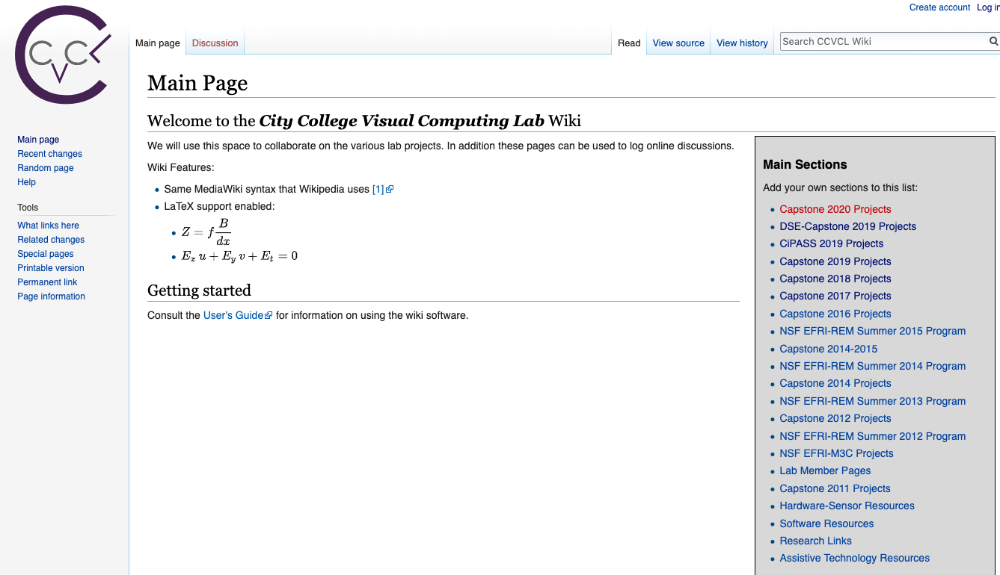 Create account Log in
C C V C L
Main page Discussion Read View source View history Search CCVCL Wiki
Main Page
Welcome to the City College Visual Computing Lab Wiki
We will use this space to collaborate on the various lab projects. In addition these pages can be used to log online discussions.
Wiki Features:
Same MediaWiki syntax that Wikipedia uses [1]
LaTeX support enabled:
Z = f B/dx
E_x u + E_y v + E_t = 0
Getting started
Consult the User's Guide for information on using the wiki software.
Main page
Recent changes
Random page
Help
Tools
What links here
Related changes
Special pages
Printable version
Permanent link
Page information
Main Sections
Add your own sections to this list:
Capstone 2020 Projects
DSE-Capstone 2019 Projects
CiPASS 2019 Projects
Capstone 2019 Projects
Capstone 2018 Projects
Capstone 2017 Projects
Capstone 2016 Projects
NSF EFRI-REM Summer 2015 Program
Capstone 2014-2015
NSF EFRI-REM Summer 2014 Program
Capstone 2014 Projects
NSF EFRI-REM Summer 2013 Program
Capstone 2012 Projects
NSF EFRI-REM Summer 2012 Program
NSF EFRI-M3C Projects
Lab Member Pages
Capstone 2011 Projects
Hardware-Sensor Resources
Software Resources
Research Links
Assistive Technology Resources